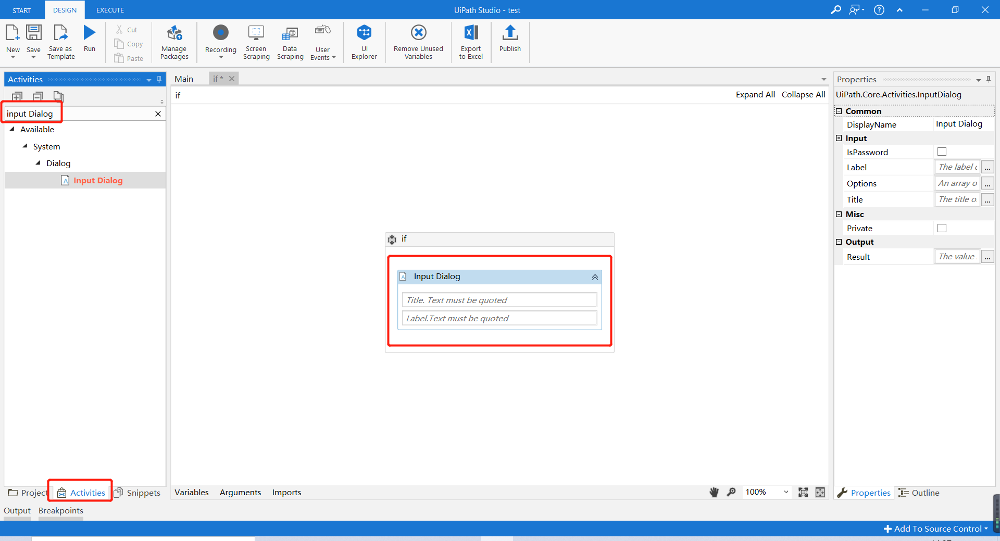 START
DESIGN
EXECUTE
UiPath Studio - test
New
Save
Save as
Template
Run
Cut
Copy
Paste
Manage
Packages
Recording
Screen
Scraping
Data
Scraping
User
Events
UI
Explorer
Remove Unused
Variables
Export
to Excel
Publish
Activities
input Dialog
Available
System
Dialog
Input Dialog
Project
Activities
Snippets
Main
if *
if
Expand All
Collapse All
if
Input Dialog
Title. Text must be quoted
Label.Text must be quoted
Variables
Arguments
Imports
100%
Properties
UiPath.Core.Activities.InputDialog
Common
DisplayName
Input Dialog
Input
IsPassword
Label
The label
...
Options
An array o
...
Title
The title o
...
Misc
Private
Output
Result
The value
...
Properties
Outline
Output
Breakpoints
Add To Source Control